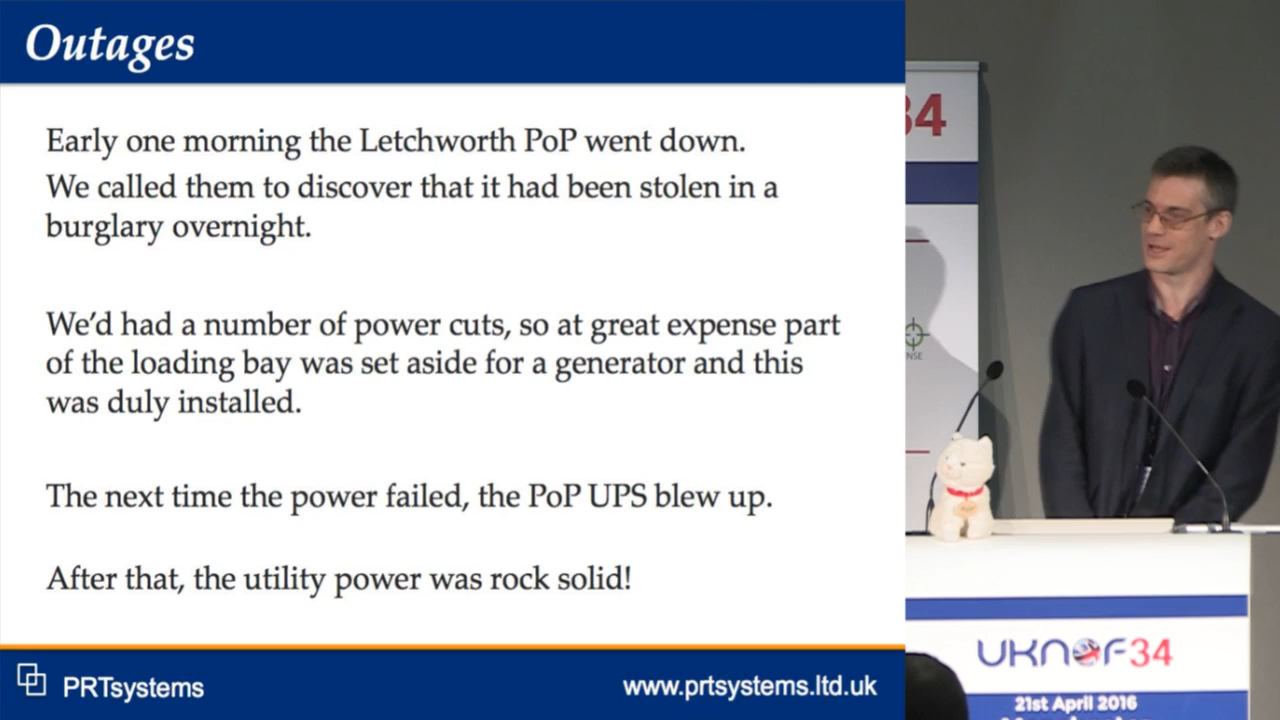 Outages
Early one morning the Letchworth PoP went down.
We called them to discover that it had been stolen in a
burglary overnight.
We'd had a number of power cuts, so at great expense part
of the loading bay was set aside for a generator and this
was duly installed.
The next time the power failed, the PoP UPS blew up.
After that, the utility power was rock solid!
PRTsystems
www.prtsystems.ltd.uk
34
NSE
UKNOF34
21st April 2016